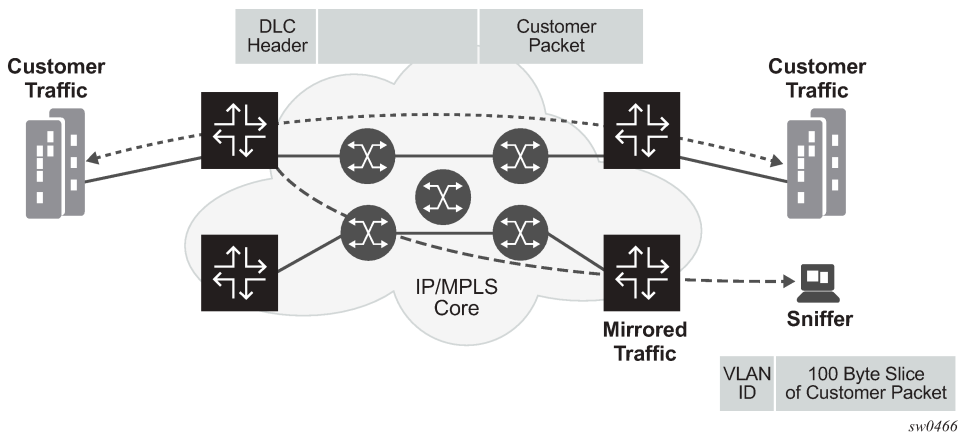 DLC
Header
Customer
Packet
Customer
Traffic
Customer
Traffic
IP/MPLS
Core
Mirrored
Traffic
Sniffer
VLAN
ID
100 Byte Slice
of Customer Packet
sw0466